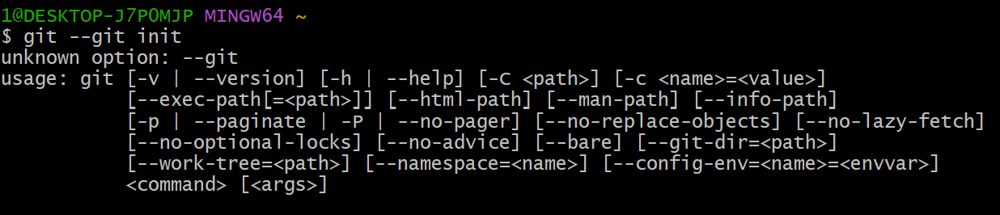 1@DESKTOP-J7P0MJP MINGW64 ~
$ git --git init
unknown option: --git
usage: git [-v | --version] [-h | --help] [-C <path>] [-c <name>=<value>]
           [--exec-path[=<path>]] [--html-path] [--man-path] [--info-path]
           [-p | --paginate | -P | --no-pager] [--no-replace-objects] [--no-lazy-fetch]
           [--no-optional-locks] [--no-advice] [--bare] [--git-dir=<path>]
           [--work-tree=<path>] [--namespace=<name>] [--config-env=<name>=<envvar>]
           <command> [<args>]